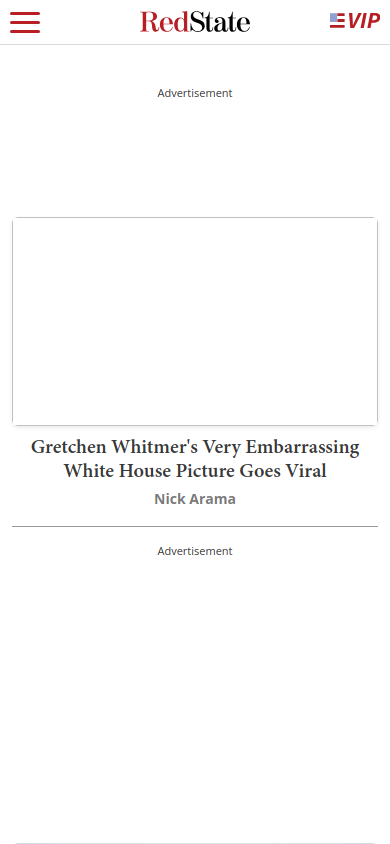 RedState
VIP
Advertisement
Gretchen Whitmer's Very Embarrassing
White House Picture Goes Viral
Nick Arama
Advertisement